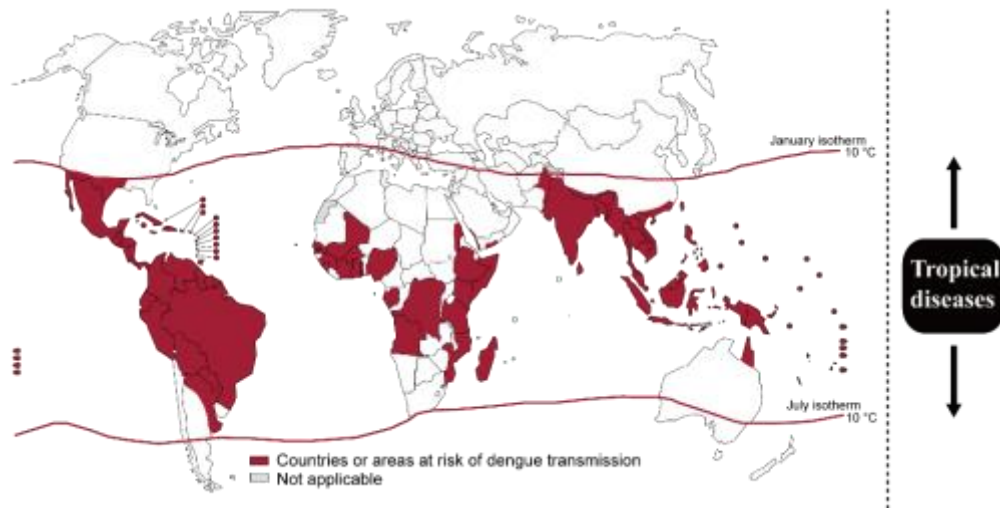 January isotherm
10 °C
Tropical
diseases
July isotherm
10 °C
Countries or areas at risk of dengue transmission
Not applicable